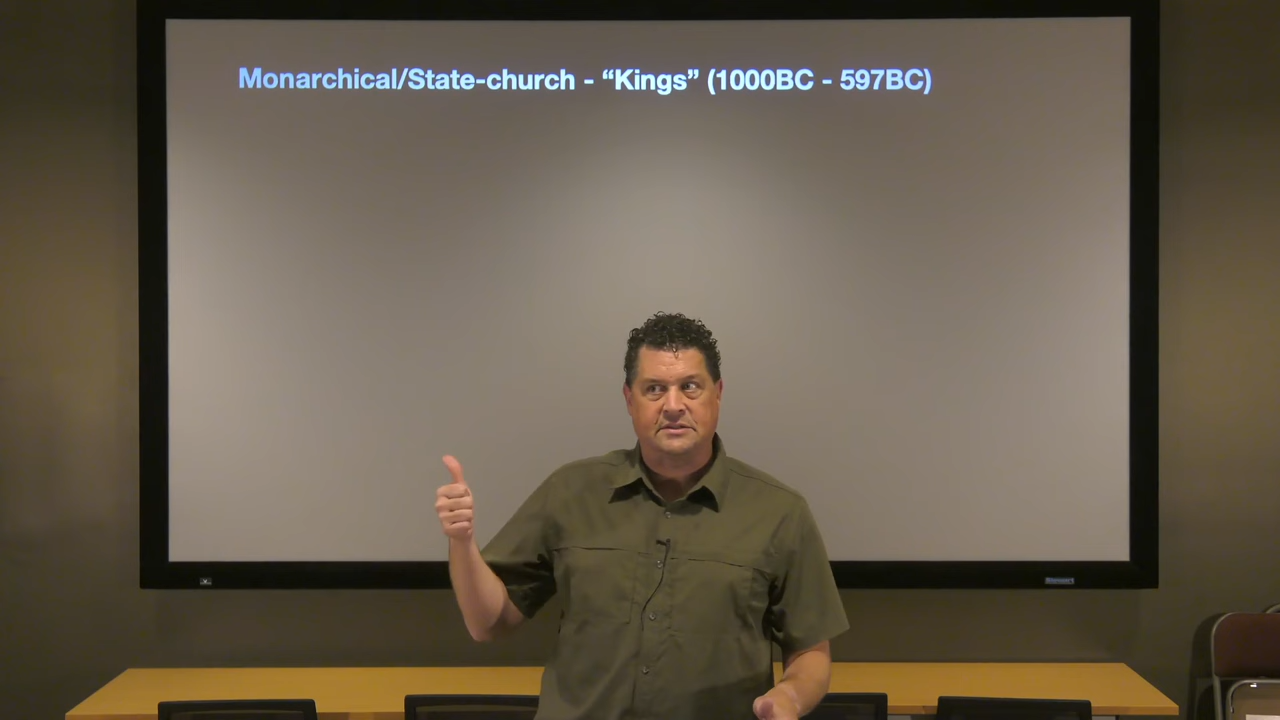 Monarchical/State-church - “Kings” (1000BC - 597BC)